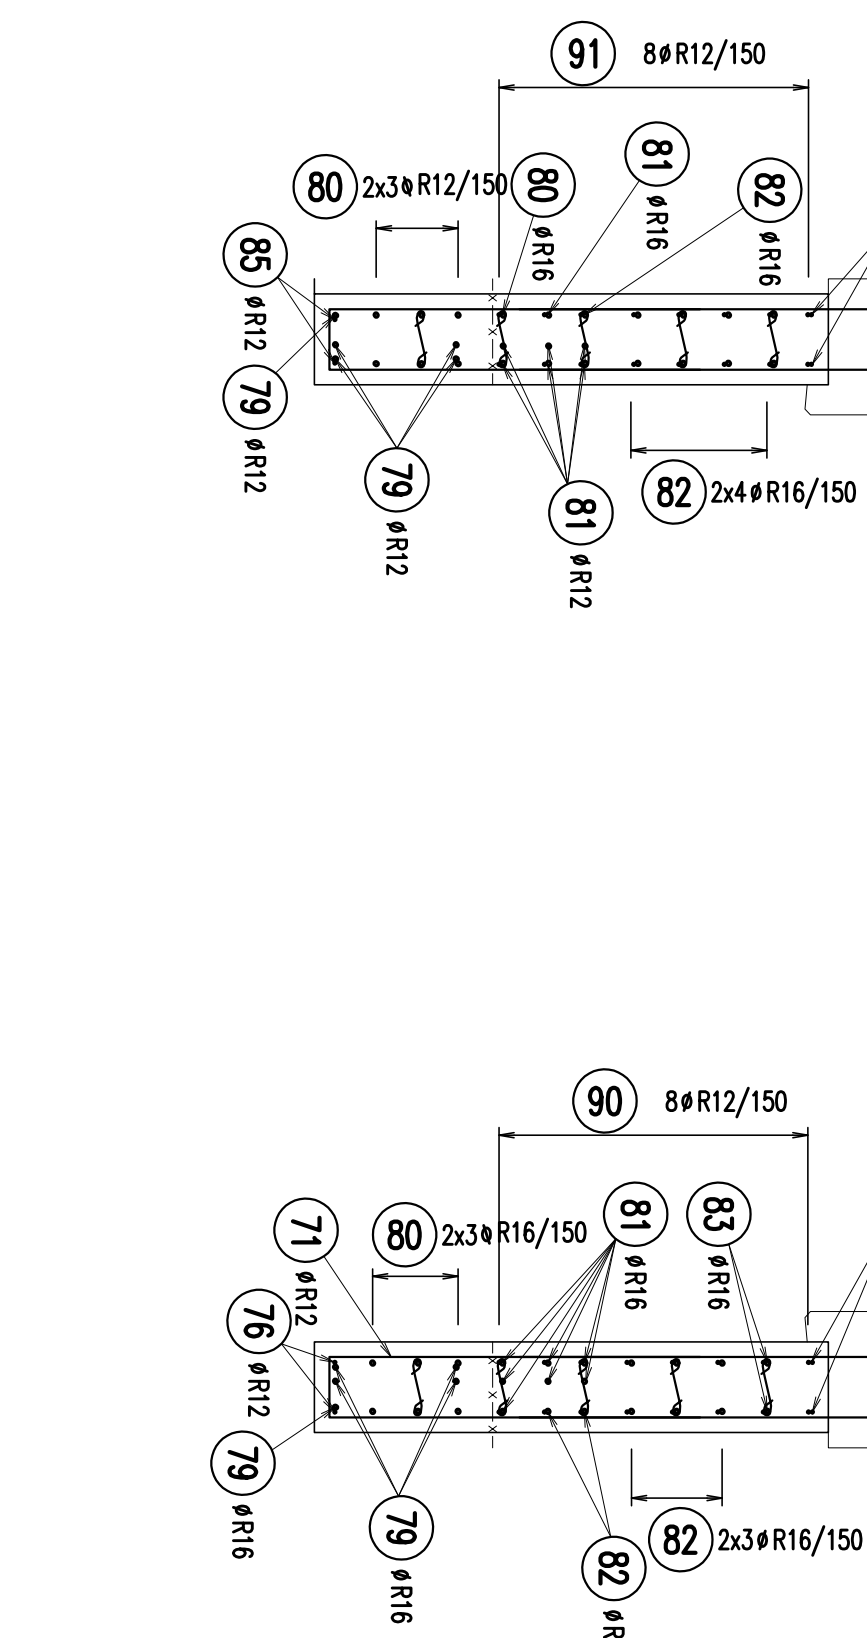 91 8øR12/150
80 2x3øR12/150
80 øR16
81 øR16
82 øR16
85 øR12
79 øR12
79 øR12
81 øR12
82 2x4øR16/150
90 8øR12/150
71 øR12
80 2x3øR16/150
81 øR16
83 øR16
76 øR12
79 øR16
79 øR16
82 øR
82 2x3øR16/150